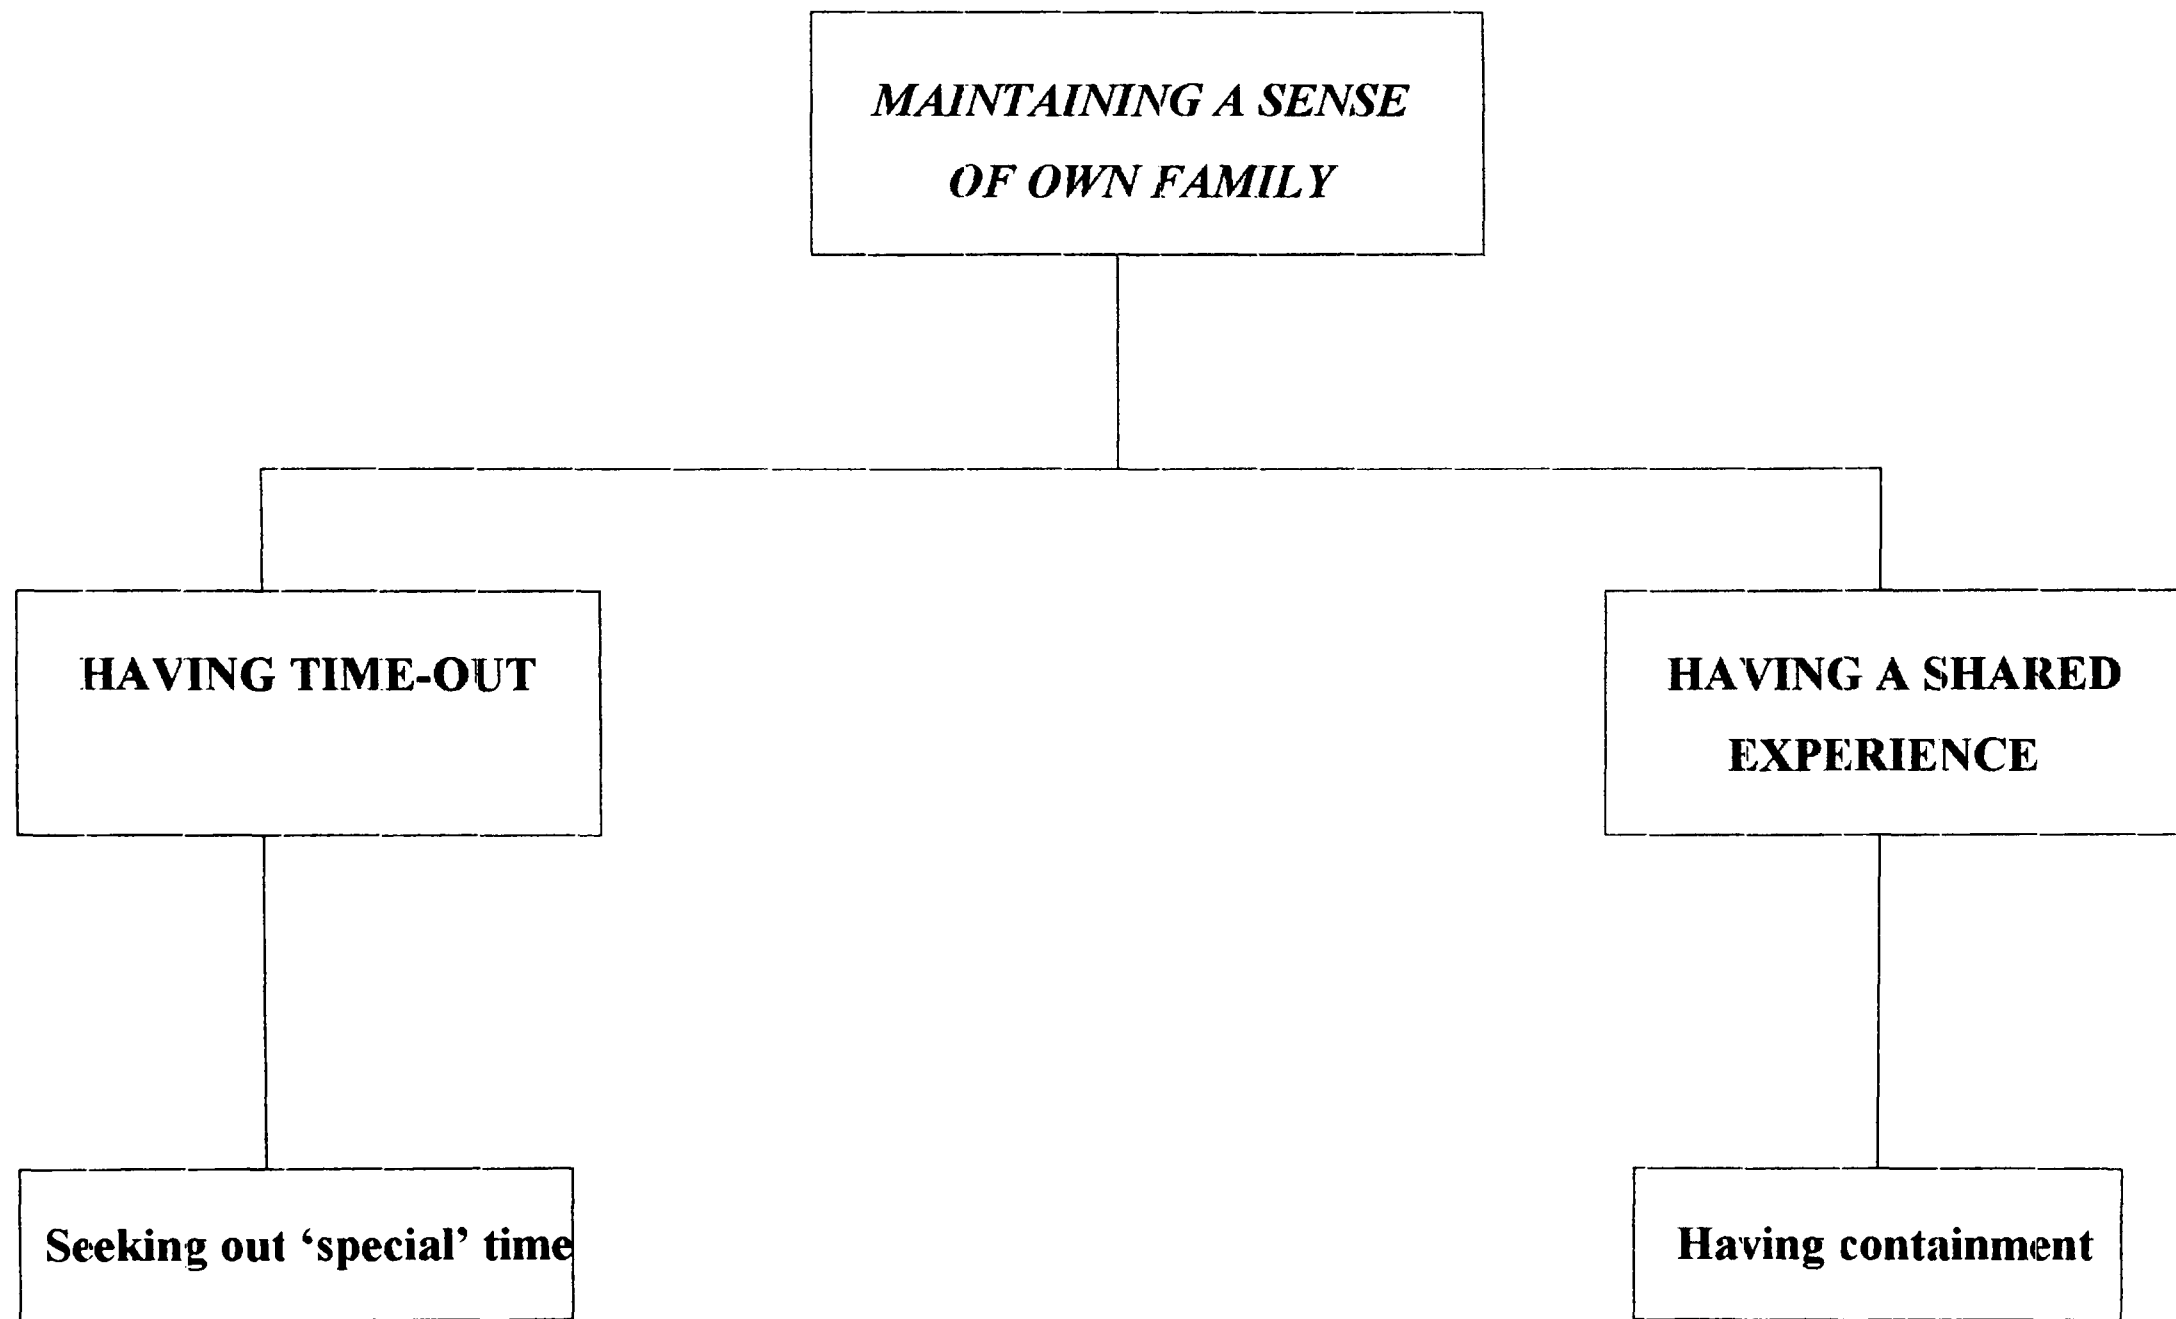 MAINTAINING A SENSE
OF OWN FAMILY
HAVING TIME-OUT
HAVING A SHARED
EXPERIENCE
Seeking out ‘special’ time
Having containment